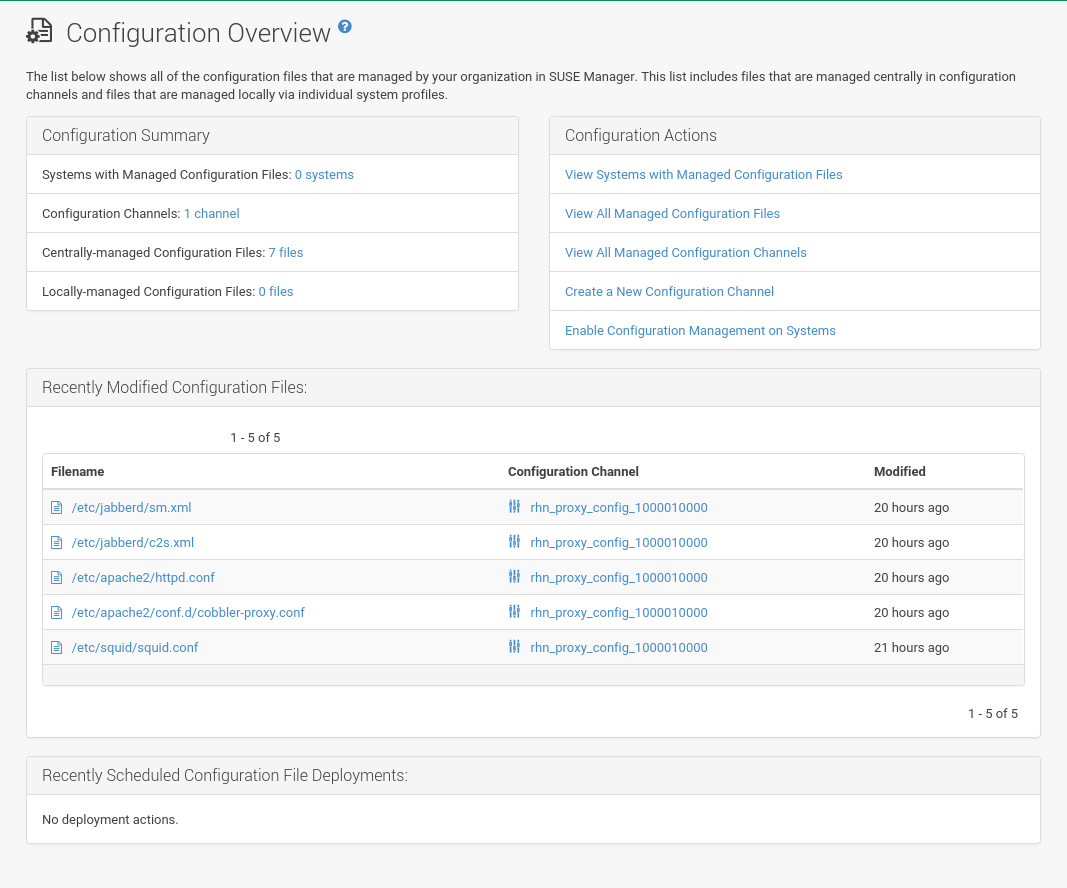 Configuration Overview ?
The list below shows all of the configuration files that are managed by your organization in SUSE Manager. This list includes files that are managed centrally in configuration
channels and files that are managed locally via individual system profiles.
Configuration Summary
Systems with Managed Configuration Files: 0 systems
Configuration Channels: 1 channel
Centrally-managed Configuration Files: 7 files
Locally-managed Configuration Files: 0 files
Configuration Actions
View Systems with Managed Configuration Files
View All Managed Configuration Files
View All Managed Configuration Channels
Create a New Configuration Channel
Enable Configuration Management on Systems
Recently Modified Configuration Files:
1 - 5 of 5
Filename Configuration Channel Modified
/etc/jabberd/sm.xml rhn_proxy_config_1000010000 20 hours ago
/etc/jabberd/c2s.xml rhn_proxy_config_1000010000 20 hours ago
/etc/apache2/httpd.conf rhn_proxy_config_1000010000 20 hours ago
/etc/apache2/conf.d/cobbler-proxy.conf rhn_proxy_config_1000010000 20 hours ago
/etc/squid/squid.conf rhn_proxy_config_1000010000 21 hours ago
1 - 5 of 5
Recently Scheduled Configuration File Deployments:
No deployment actions.